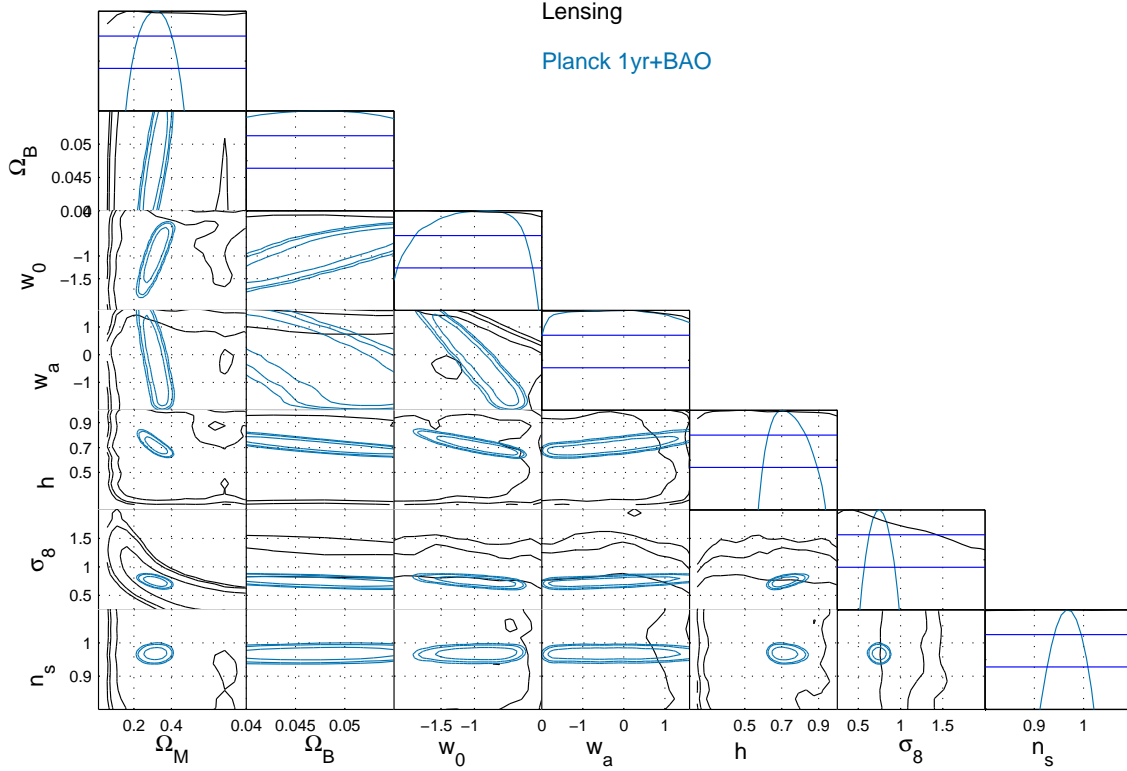 Lensing
Planck 1yr+BAO
Ω_B
0.05
0.045
0.04
0
w_0
−1
−1.5
w_a
1
0
−1
h
0.9
0.7
0.5
σ_8
1.5
1
0.5
n_s
1
0.9
0.2 0.4 0.04 0.045 0.05 −1.5 −1 0 −1 0 1 0.5 0.7 0.9 0.5 1 1.5 0.9 1
Ω_M Ω_B w_0 w_a h σ_8 n_s